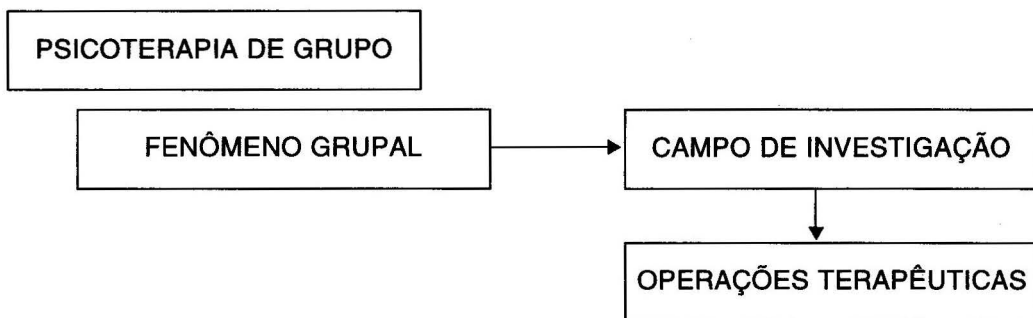 PSICOTERAPIA DE GRUPO
FENÔMENO GRUPAL
CAMPO DE INVESTIGAÇÃO
OPERAÇÕES TERAPÊUTICAS